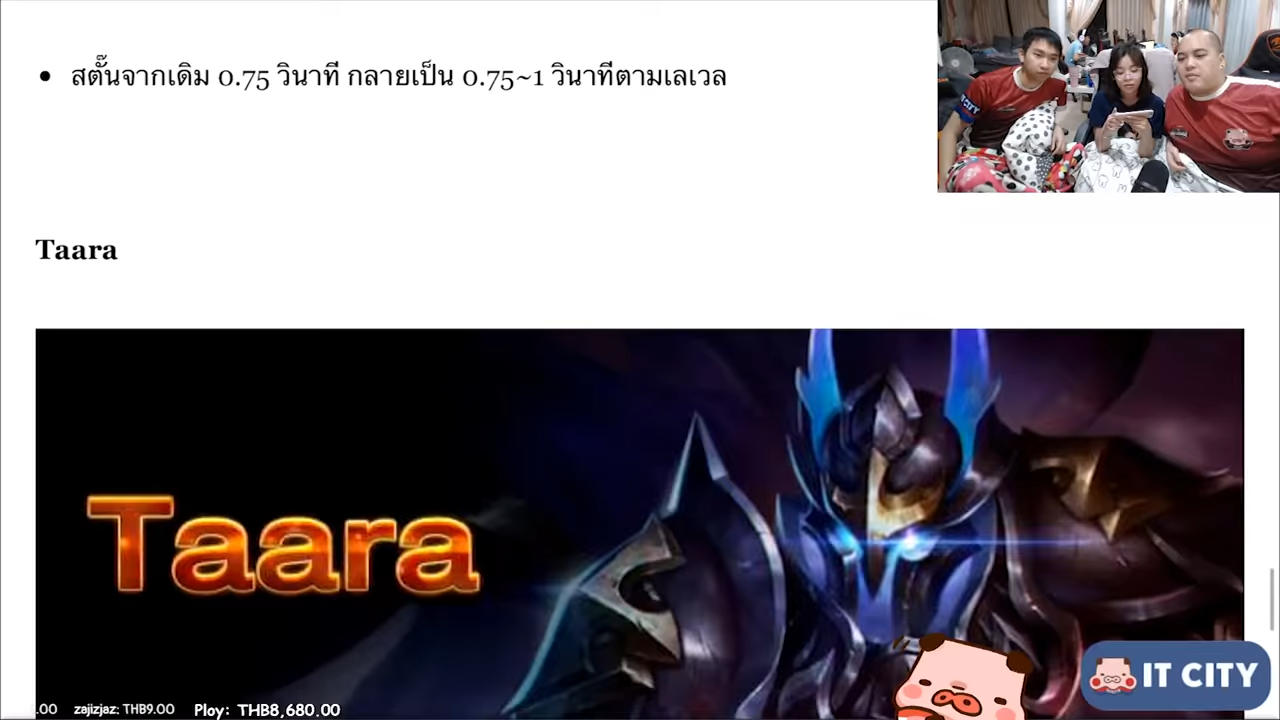 • สตั๊นจากเดิม 0.75 วินาที กลายเป็น 0.75~1 วินาทีตามเลเวล
Taara
Taara
IT CITY
.00 zajizjaz: THB9.00 Ploy: THB8,680.00